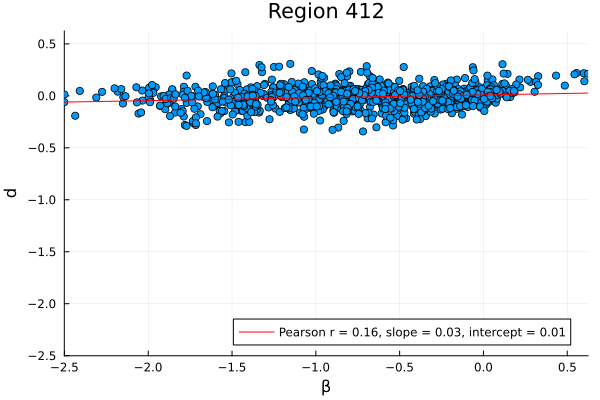 Region 412
0.5
0.0
−0.5
−1.0
−1.5
−2.0
−2.5
d
Pearson r = 0.16, slope = 0.03, intercept = 0.01
−2.5 −2.0 −1.5 −1.0 −0.5 0.0 0.5
β